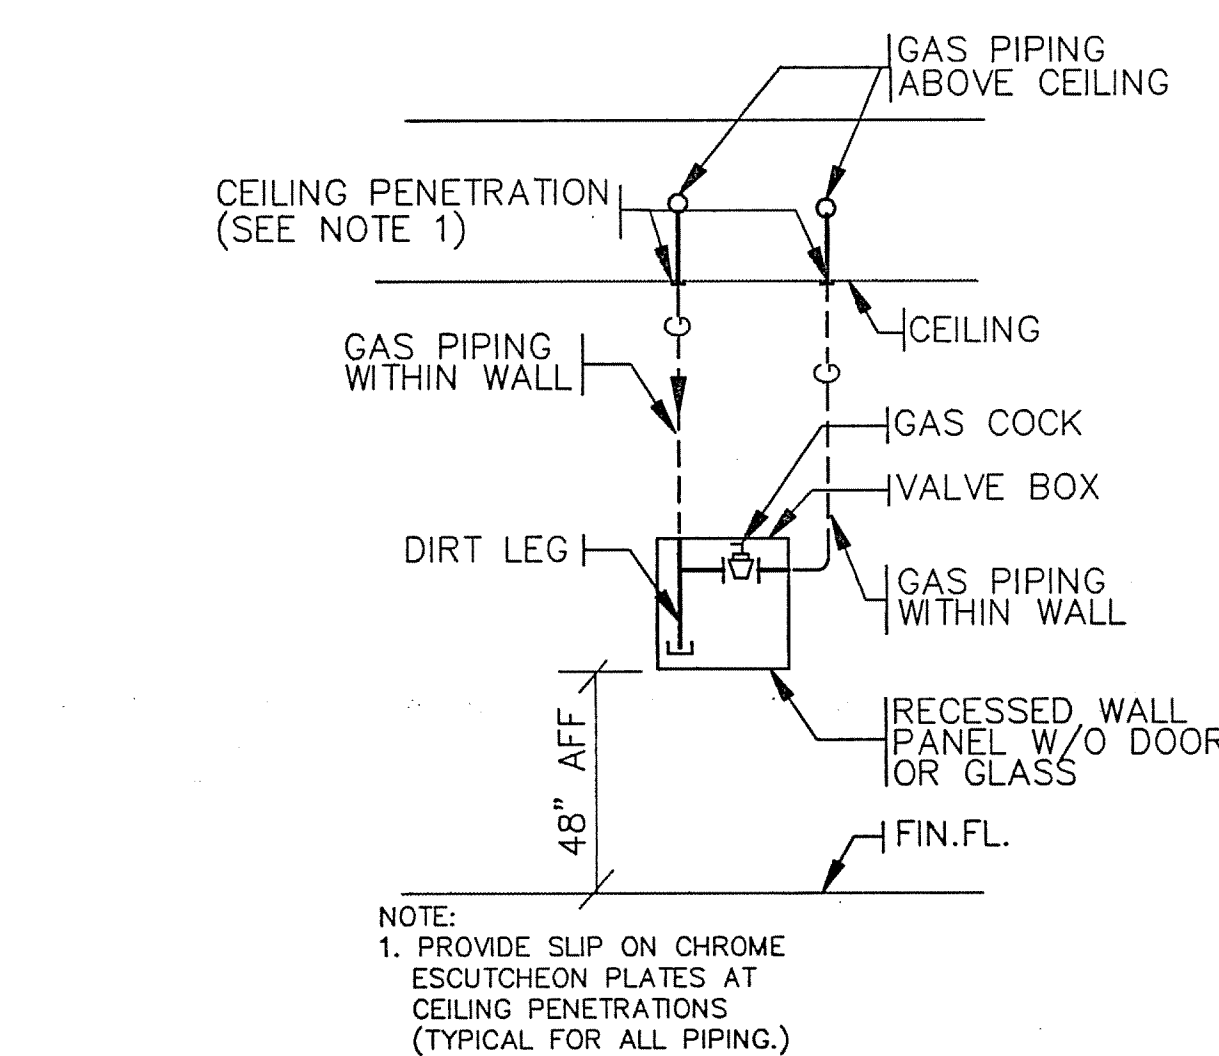 GAS PIPING
ABOVE CEILING
CEILING PENETRATION
(SEE NOTE 1)
CEILING
G
GAS PIPING
WITHIN WALL
G
GAS COCK
VALVE BOX
DIRT LEG
GAS PIPING
WITHIN WALL
RECESSED WALL
PANEL W/O DOOR
OR GLASS
48" AFF
FIN.FL.
NOTE:
1. PROVIDE SLIP ON CHROME
ESCUTCHEON PLATES AT
CEILING PENETRATIONS
(TYPICAL FOR ALL PIPING.)